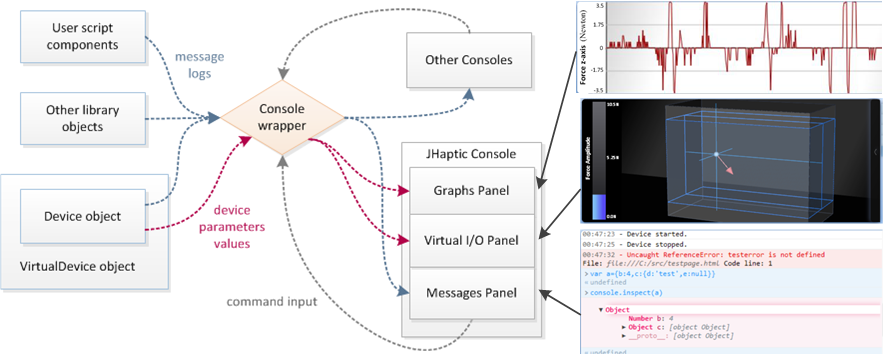 User script
components
Other library
objects
Device object
VirtualDevice object
message
logs
Console
wrapper
device
parameters
values
command input
Other Consoles
JHaptic Console
Graphs Panel
Virtual I/O Panel
Messages Panel
Force z-axis (Newton)
3.5
1.75
0
-1.75
-3.5
Force Amplitude
10.5N
5.25N
0.0N
00:47:23 - Device started.
00:47:25 - Device stopped.
00:47:32 - Uncaught ReferenceError: testerror is not defined
File: file:///C:/src/testpage.html Code line: 1
> var a={b:4,c:{d:'test',e:null}}
< undefined
> console.inspect(a)
▼ Object
Number b: 4
▶ Object c: [object Object]
▶ __proto__: [object Object]
< undefined